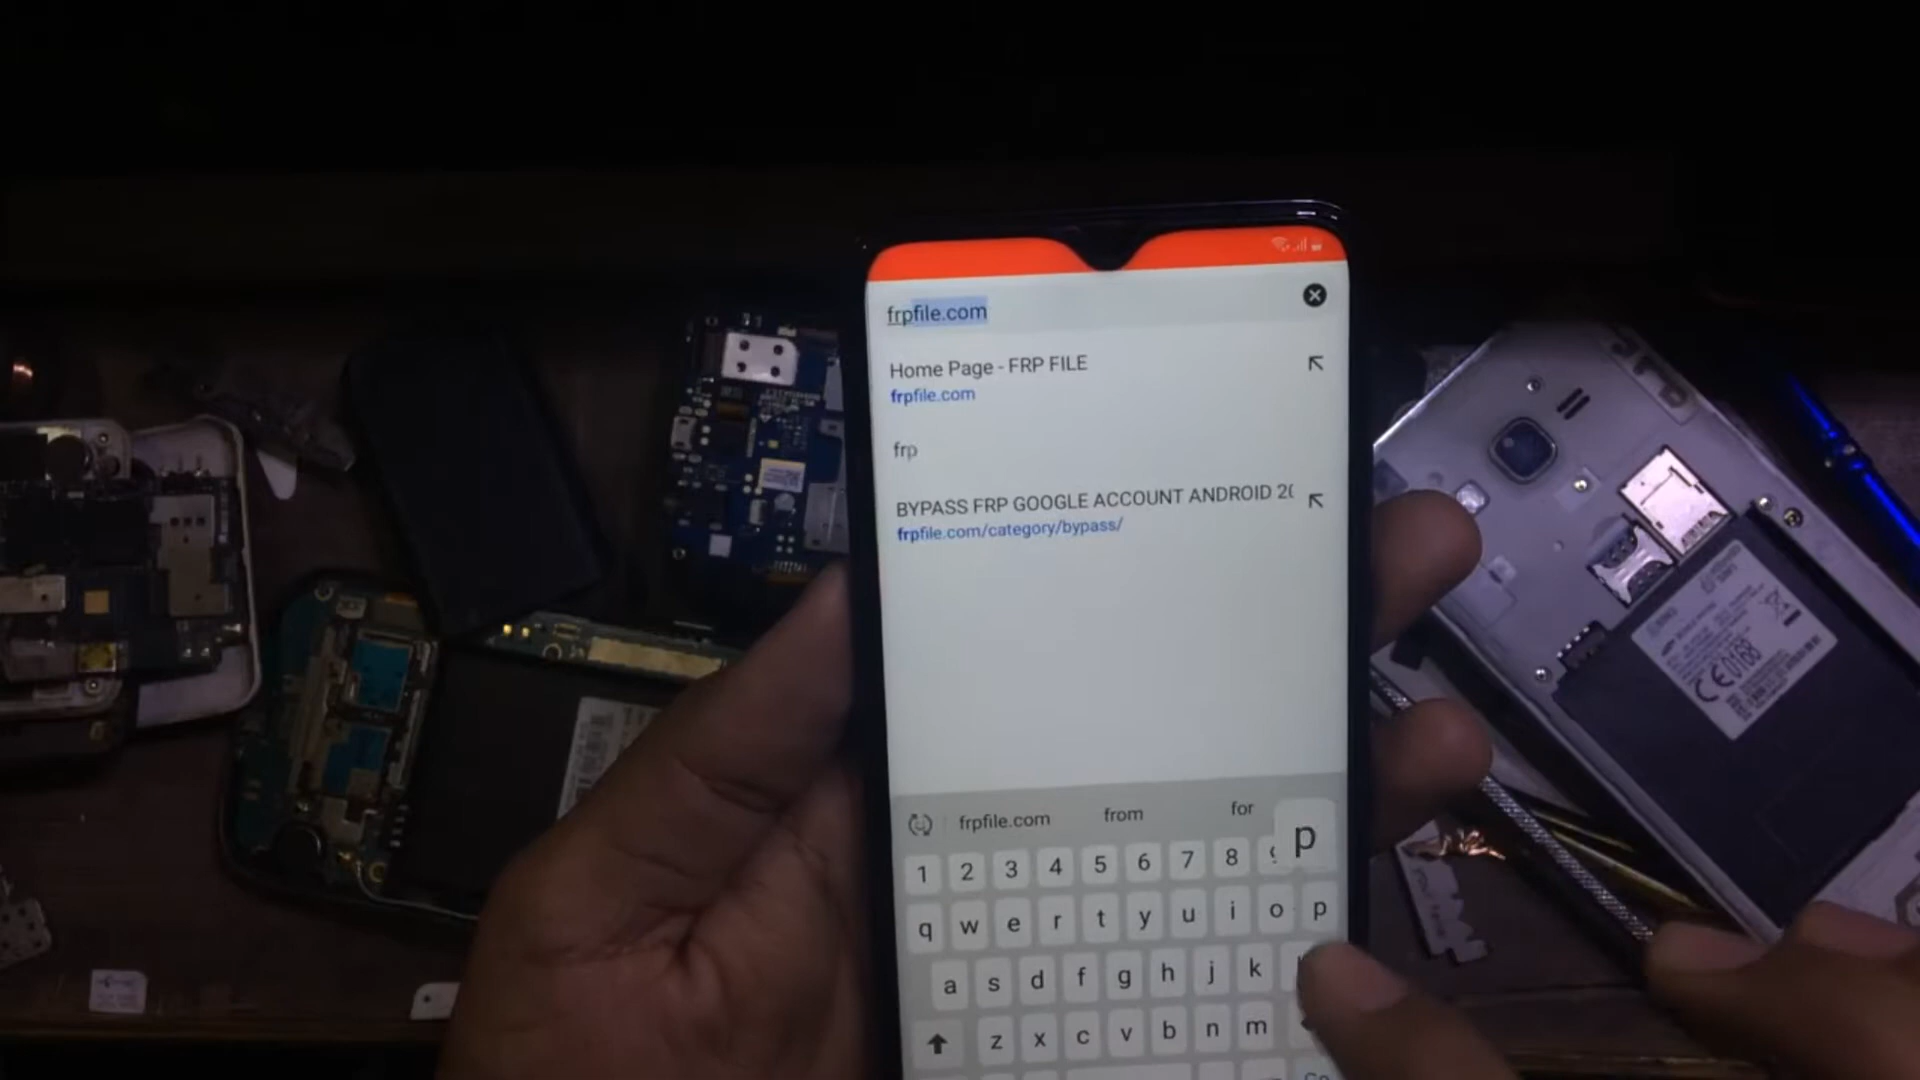 frpfile.com
Home Page - FRP FILE
frpfile.com
frp
BYPASS FRP GOOGLE ACCOUNT ANDROID
frpfile.com/category/bypass/
frpfile.com from for
p
1 2 3 4 5 6 7 8
q w e r t y u i o p
a s d f g h j k
z x c v b n m
CE0168